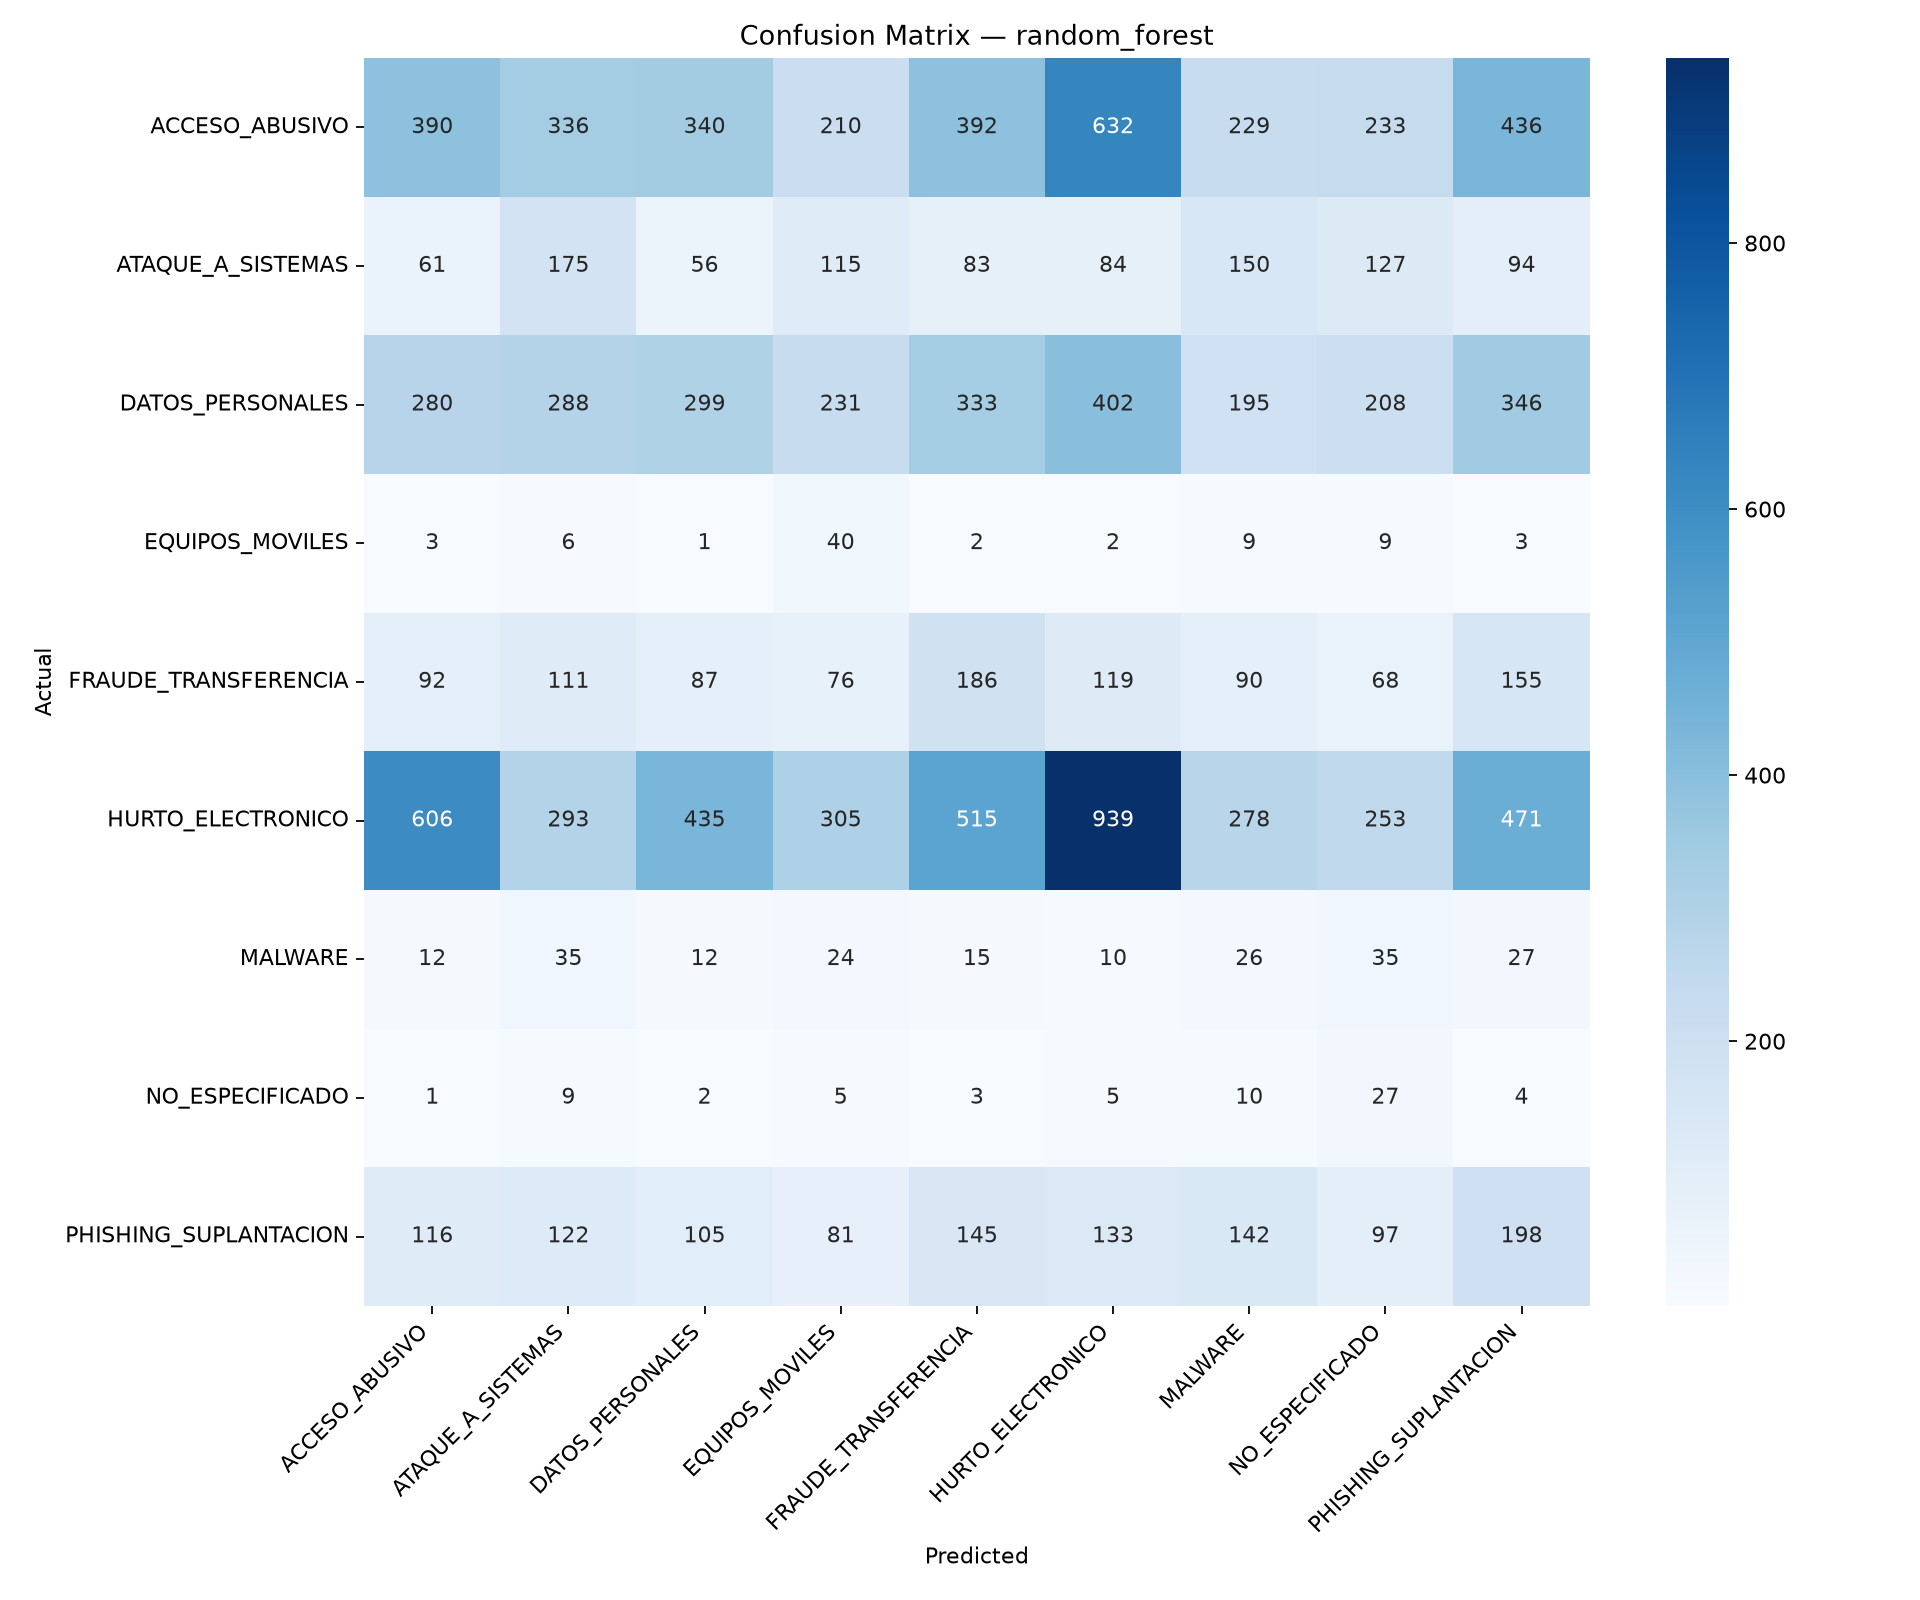 Confusion Matrix — random_forest
ACCESO_ABUSIVO 390 336 340 210 392 632 229 233 436
ATAQUE_A_SISTEMAS 61 175 56 115 83 84 150 127 94
DATOS_PERSONALES 280 288 299 231 333 402 195 208 346
EQUIPOS_MOVILES 3 6 1 40 2 2 9 9 3
FRAUDE_TRANSFERENCIA 92 111 87 76 186 119 90 68 155
HURTO_ELECTRONICO 606 293 435 305 515 939 278 253 471
MALWARE 12 35 12 24 15 10 26 35 27
NO_ESPECIFICADO 1 9 2 5 3 5 10 27 4
PHISHING_SUPLANTACION 116 122 105 81 145 133 142 97 198
Actual
ACCESO_ABUSIVO
ATAQUE_A_SISTEMAS
DATOS_PERSONALES
EQUIPOS_MOVILES
FRAUDE_TRANSFERENCIA
HURTO_ELECTRONICO
MALWARE
NO_ESPECIFICADO
PHISHING_SUPLANTACION
Predicted
800
600
400
200